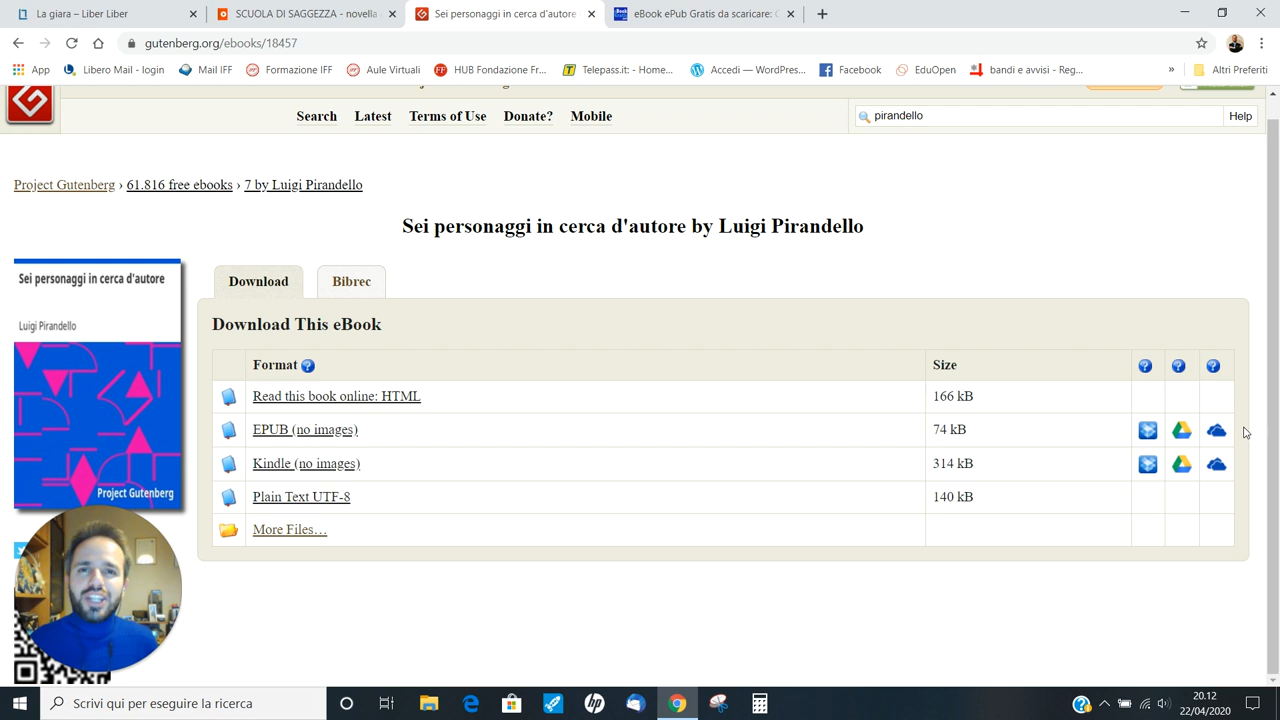 La giara – Liber Liber
SCUOLA DI SAGGEZZA - novella
Sei personaggi in cerca d'autore
eBook ePub Gratis da scaricare: C
gutenberg.org/ebooks/18457
App
Libero Mail - login
Mail IFF
Formazione IFF
Aule Virtuali
HUB Fondazione Fr...
Telepass.it: - Home...
Accedi — WordPres...
Facebook
EduOpen
bandi e avvisi - Reg...
»
Altri Preferiti
Search
Latest
Terms of Use
Donate?
Mobile
pirandello
Help
Project Gutenberg › 61.816 free ebooks › 7 by Luigi Pirandello
Sei personaggi in cerca d'autore by Luigi Pirandello
Sei personaggi in cerca d'autore
Luigi Pirandello
Project Gutenberg
Download
Bibrec
Download This eBook
Format
Size
Read this book online: HTML
166 kB
EPUB (no images)
74 kB
Kindle (no images)
314 kB
Plain Text UTF-8
140 kB
More Files…
Scrivi qui per eseguire la ricerca
20.12
22/04/2020